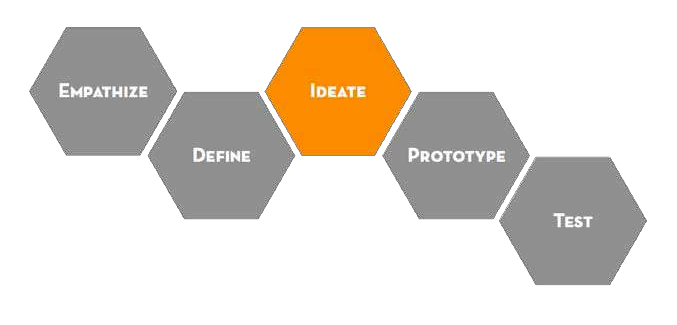 Empathize
Define
Ideate
Prototype
Test